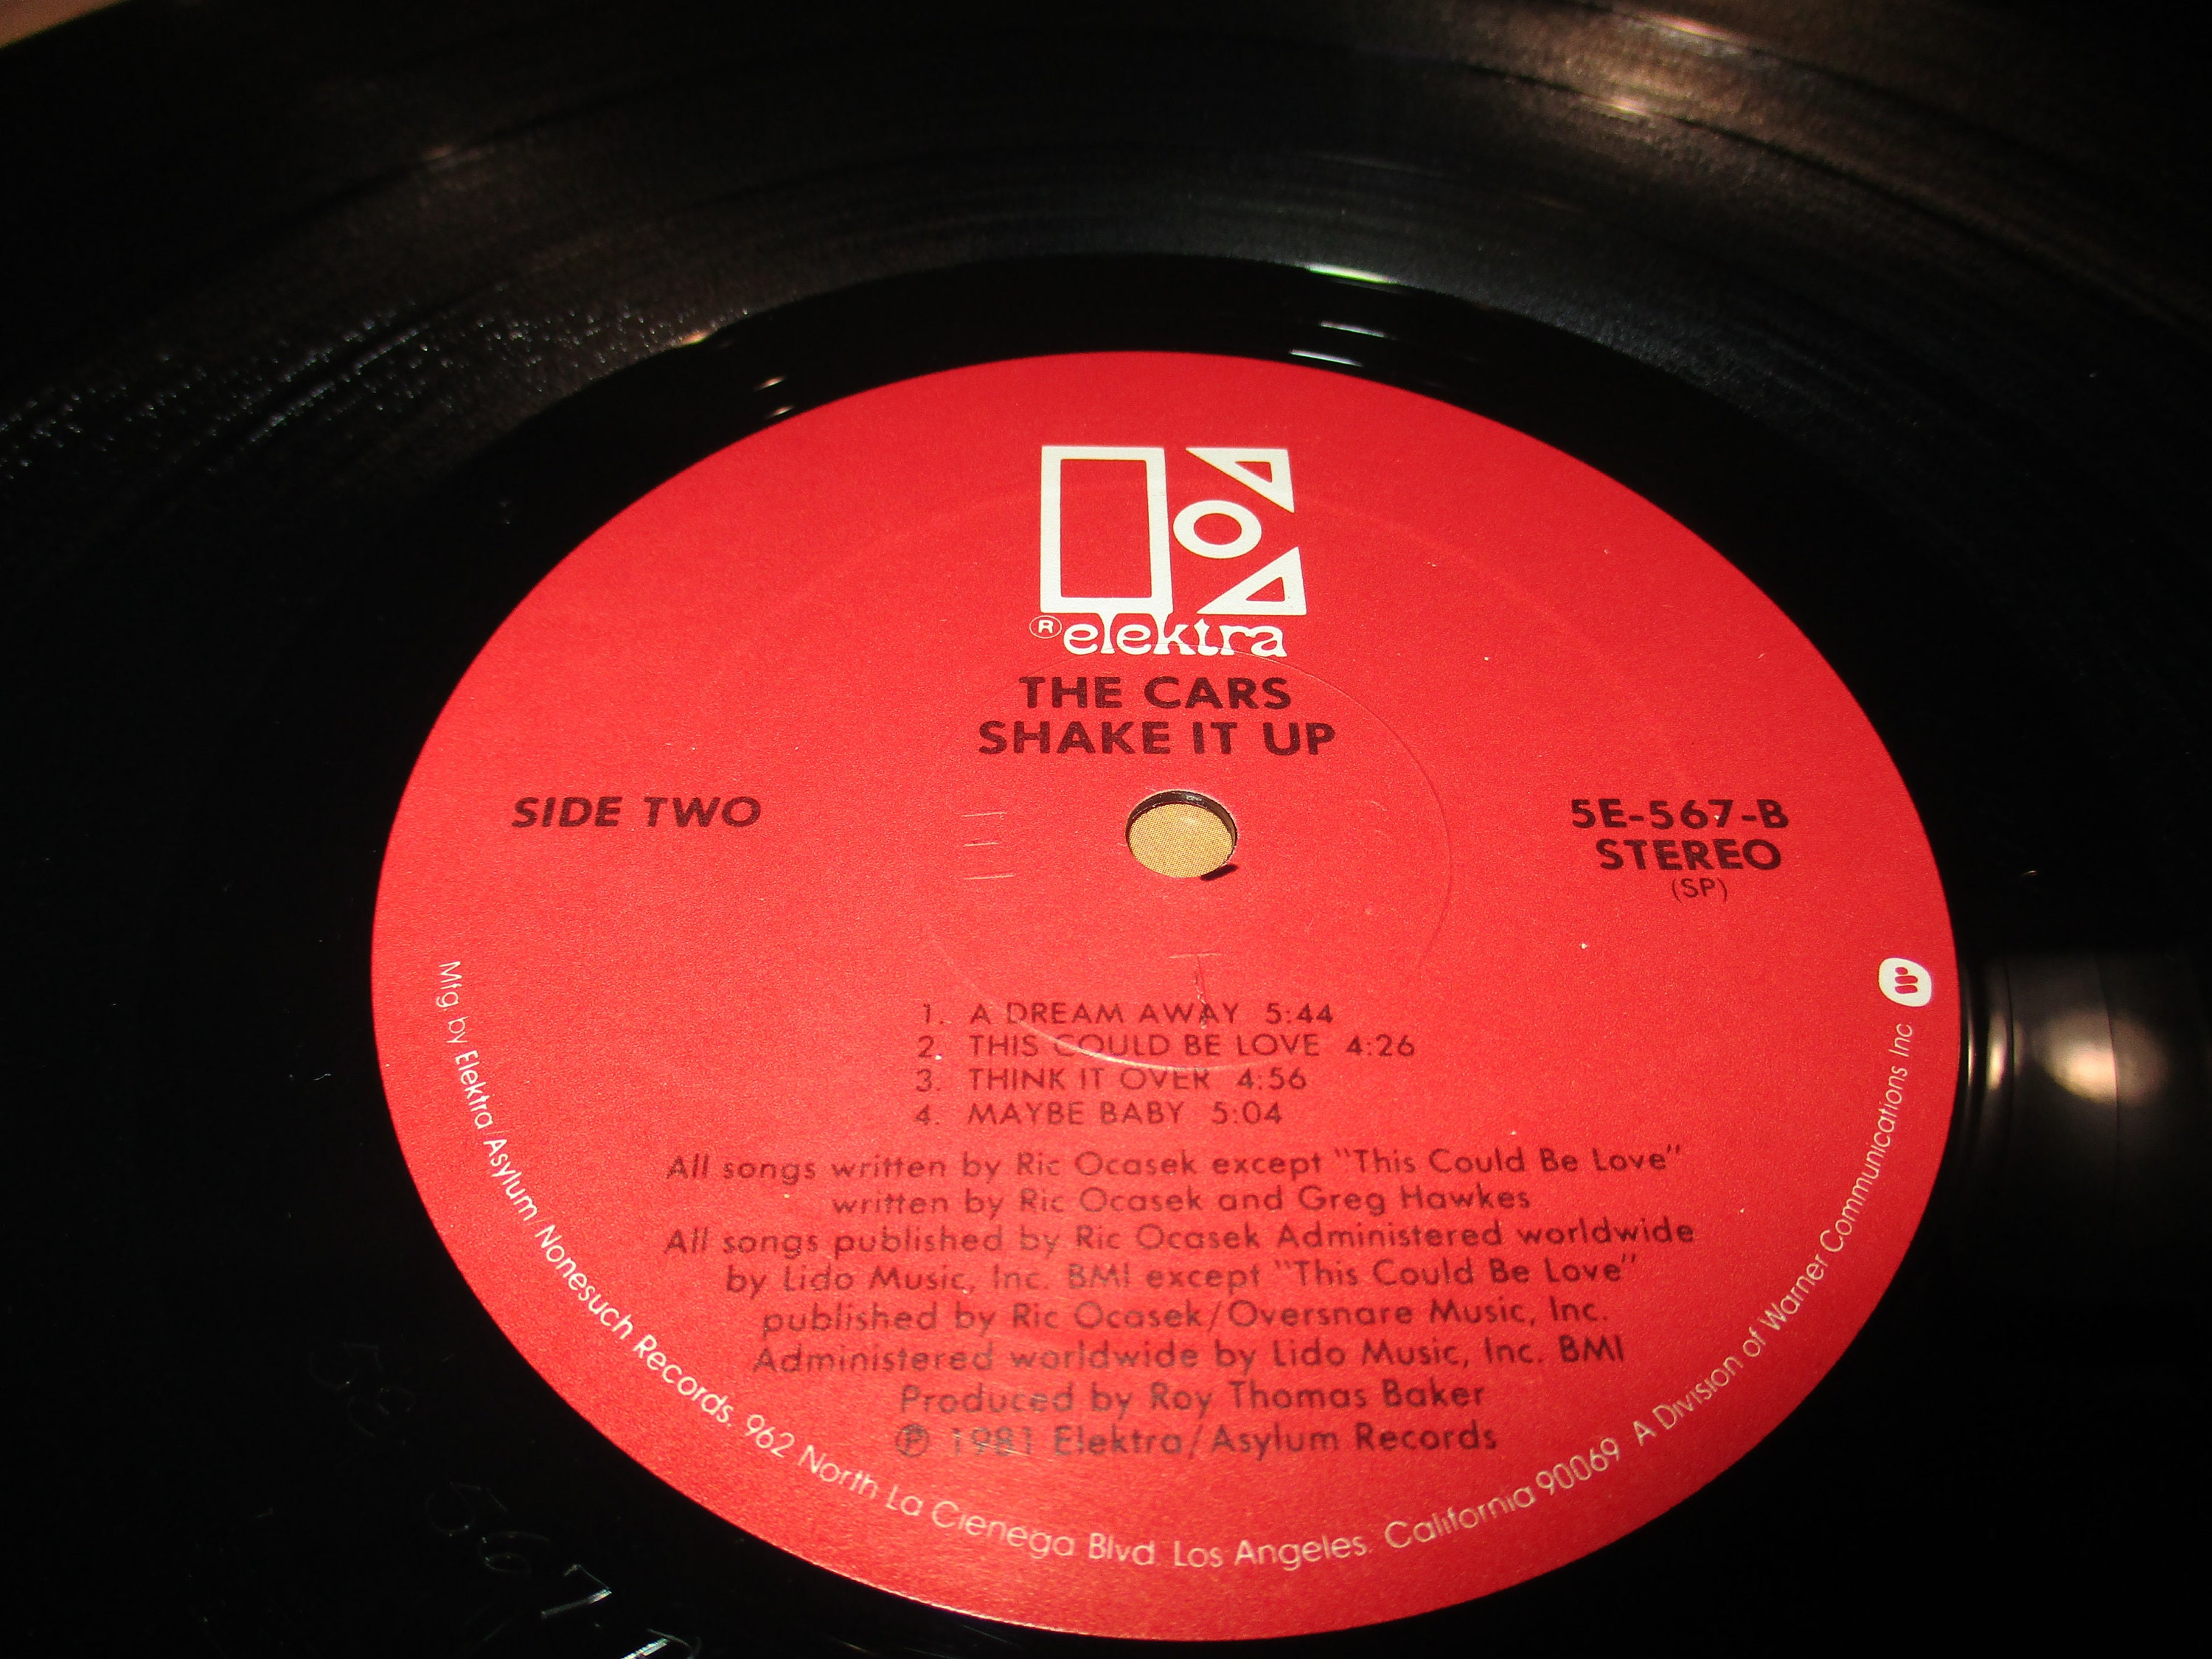 ® elektra
THE CARS
SHAKE IT UP
SIDE TWO
5E-567-B
STEREO
(SP)
1. A DREAM AWAY 5:44
2. THIS COULD BE LOVE 4:26
3. THINK IT OVER 4:56
4. MAYBE BABY 5:04
All songs written by Ric Ocasek except "This Could Be Love"
written by Ric Ocasek and Greg Hawkes
All songs published by Ric Ocasek Administered worldwide
by Lido Music, Inc. BMI except "This Could Be Love"
published by Ric Ocasek/Oversnare Music, Inc.
Administered worldwide by Lido Music, Inc. BMI
Produced by Roy Thomas Baker
℗ 1981 Elektra/Asylum Records
Mfg. by Elektra/Asylum/Nonesuch Records, 962 North La Cienega Blvd. Los Angeles, California 90069 A Division of Warner Communications Inc
567